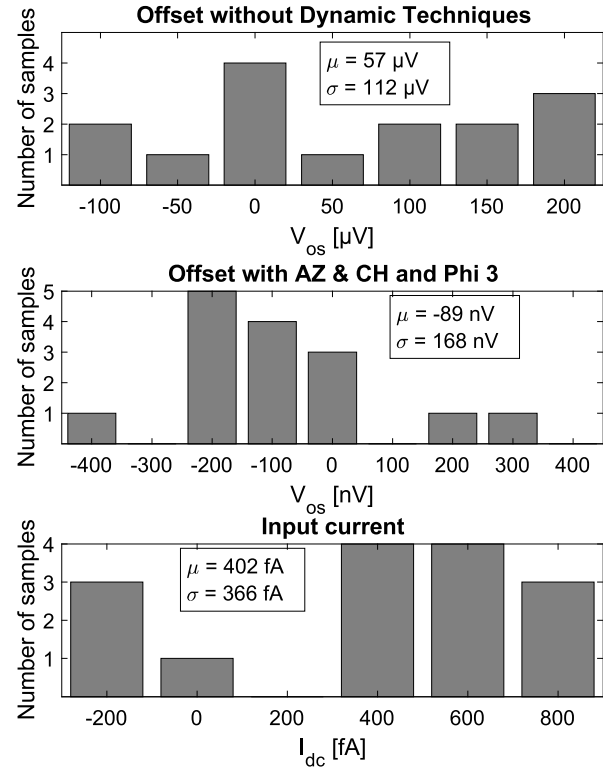 Offset without Dynamic Techniques
Number of samples
4
3
2
1
μ = 57 µV
σ = 112 µV
-100 -50 0 50 100 150 200
V_os [µV]
Offset with AZ & CH and Phi 3
Number of samples
5
4
3
2
1
μ = -89 nV
σ = 168 nV
-400 -300 -200 -100 0 100 200 300 400
V_os [nV]
Input current
Number of samples
4
3
2
1
μ = 402 fA
σ = 366 fA
-200 0 200 400 600 800
I_dc [fA]